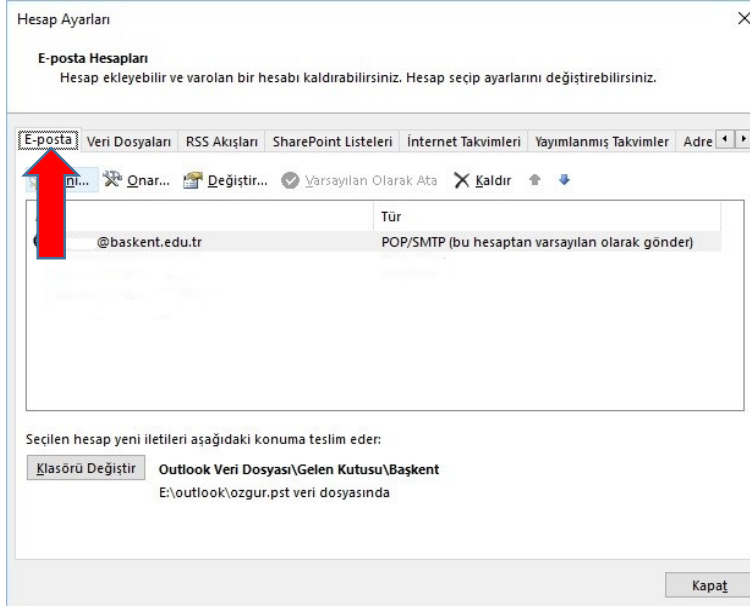 Hesap Ayarları
E-posta Hesapları
Hesap ekleyebilir ve varolan bir hesabı kaldırabilirsiniz. Hesap seçip ayarlarını değiştirebilirsiniz.
E-posta Veri Dosyaları RSS Akışları SharePoint Listeleri İnternet Takvimleri Yayımlanmış Takvimler Adre
Onar... Değiştir... Varsayılan Olarak Ata Kaldır
Tür
@baskent.edu.tr POP/SMTP (bu hesaptan varsayılan olarak gönder)
Seçilen hesap yeni iletileri aşağıdaki konuma teslim eder:
Klasörü Değiştir Outlook Veri Dosyası\Gelen Kutusu\Başkent
E:\outlook\ozgur.pst veri dosyasında
Kapat